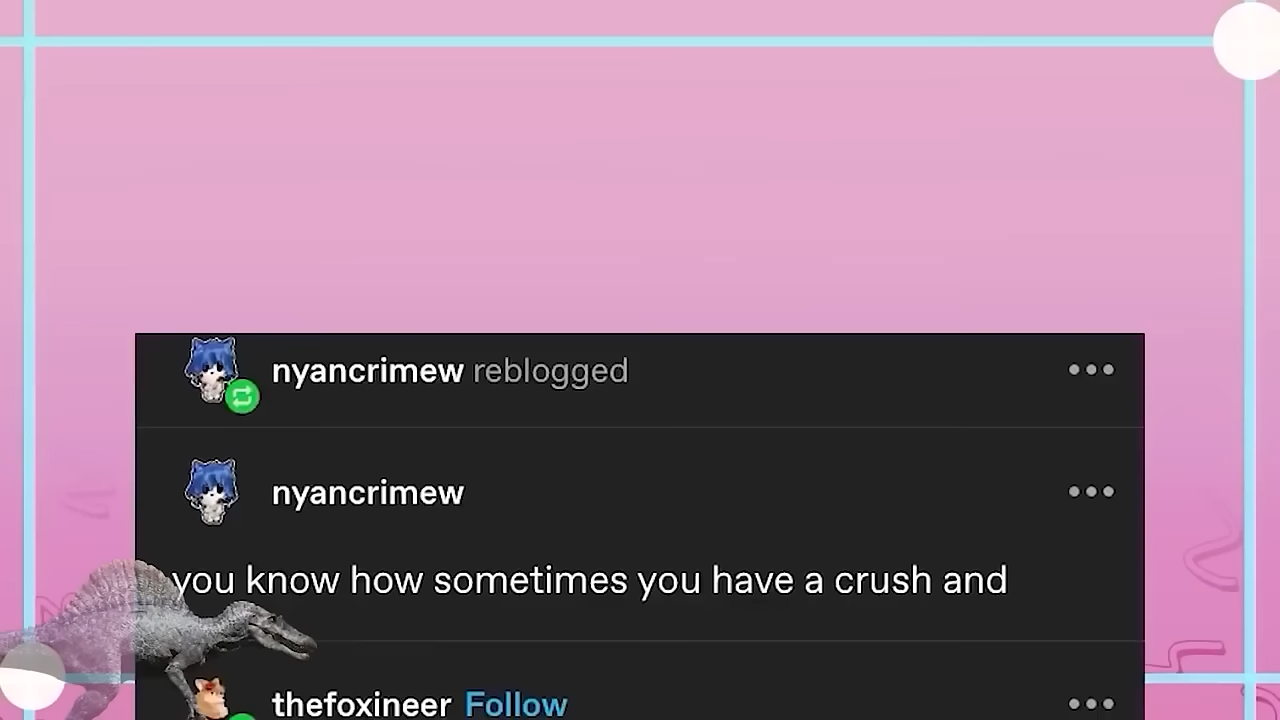 nyancrimew reblogged
nyancrimew
you know how sometimes you have a crush and
thefoxineer Follow